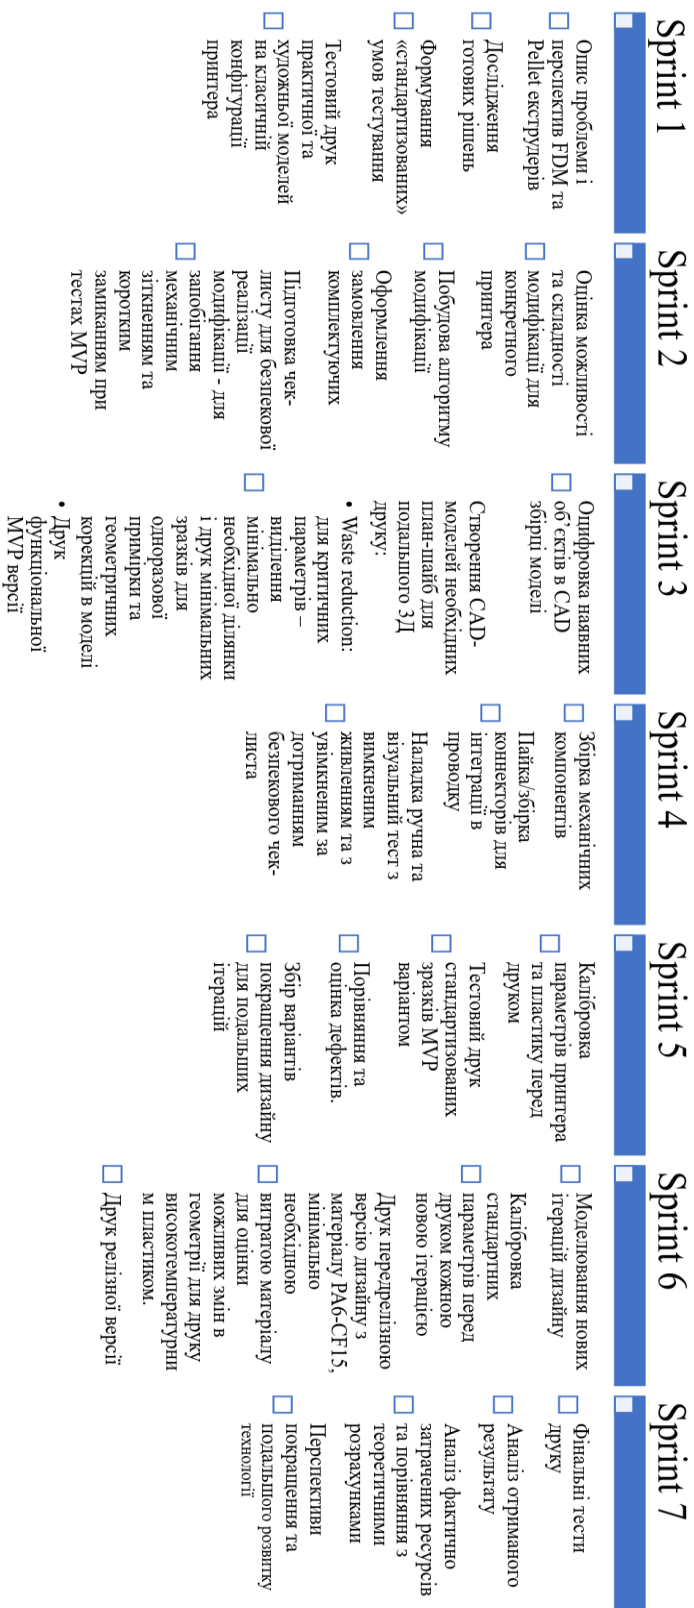 Sprint 1
Опис проблеми і
перспектив FDM та
Pellet екструдерів
Дослідження
готових рішень
Формування
«стандартизованих»
умов тестування
Тестовий друк
практичної та
художньої моделей
на класичній
конфігурації
принтера
Sprint 2
Оцінка можливості
та складності
модифікації для
конкретного
принтера
Побудова алгоритму
модифікації
Оформлення
замовлення
комплектуючих
Підготовка чек-
листу для безпекової
реалізації
модифікації - для
запобігання
механічним
зіткненням та
коротким
замиканням при
тестах MVP
Sprint 3
Оцифровка наявних
об’єктів в CAD
збірці моделі
Створення CAD-
моделей необхідних
план-шайб для
подальшого 3Д
друку:
• Waste reduction:
для критичних
параметрів –
виділення
мінімально
необхідної ділянки
і друк мінімальних
зразків для
одноразової
примірки та
геометричних
корекцій в моделі
• Друк
функціональної
MVP версії
Sprint 4
Збірка механічних
компонентів
Пайка/збірка
коннекторів для
інтеграції в
проводку
Наладка ручна та
візуальний тест з
вимкненим
живленням та з
увімкненим за
дотриманням
безпекового чек-
листа
Sprint 5
Калібровка
параметрів принтера
та пластику перед
друком
Тестовий друк
стандартизованих
зразків MVP
варіантом
Порівняння та
оцінка дефектів.
Збір варіантів
покращення дизайну
для подальших
ітерацій
Sprint 6
Моделювання нових
ітерацій дизайну
Калібровка
стандартних
параметрів перед
друком кожною
новою ітерацією
Друк передрелізною
версію дизайну з
матеріалу PA6-CF15,
мінімально
необхідною
витратою матеріалу
для оцінки
можливих змін в
геометрії для друку
високотемпературни
м пластиком.
Друк релізної версії
Sprint 7
Фінальні тести
друку
Аналіз отриманого
результату
Аналіз фактично
затрачених ресурсів
та порівняння з
теоретичними
розрахунками
Перспективи
покращення та
подальшого розвитку
технології